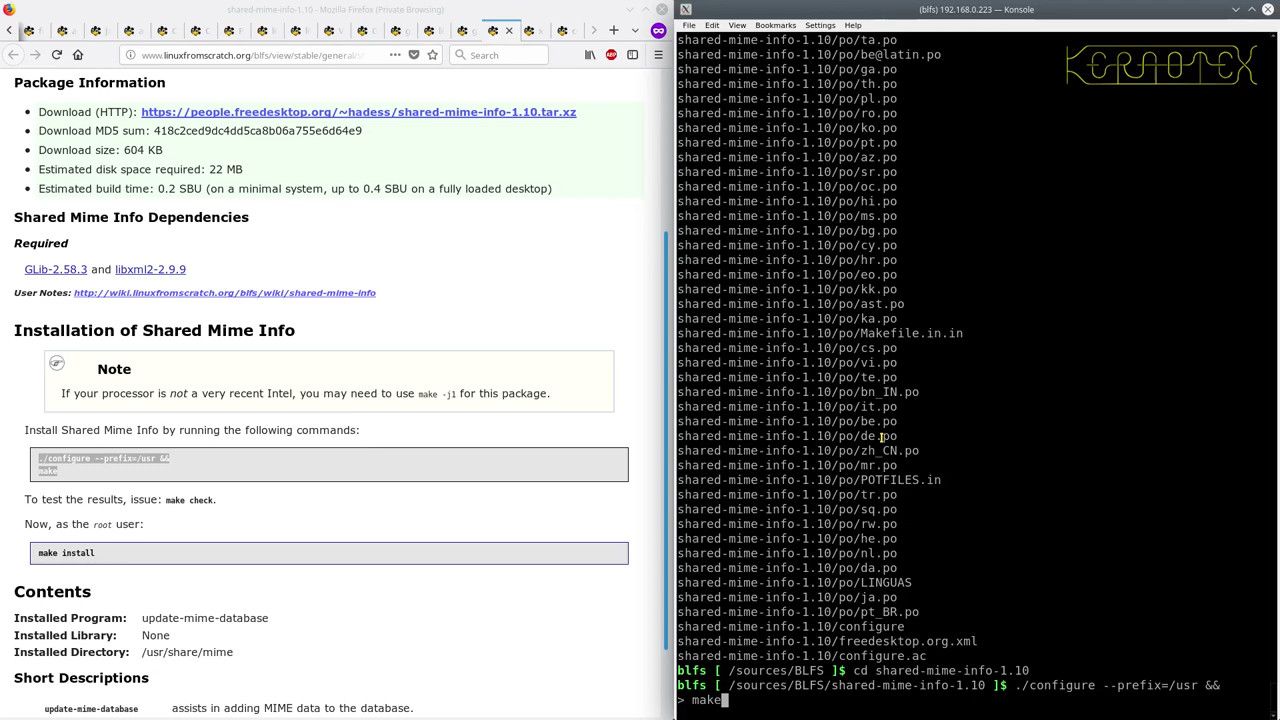 shared-mime-info-1.10 - Mozilla Firefox (Private Browsing)
www.linuxfromscratch.org/blfs/view/stable/general/
Search
Package Information
Download (HTTP): https://people.freedesktop.org/~hadess/shared-mime-info-1.10.tar.xz
Download MD5 sum: 418c2ced9dc4dd5ca8b06a755e6d64e9
Download size: 604 KB
Estimated disk space required: 22 MB
Estimated build time: 0.2 SBU (on a minimal system, up to 0.4 SBU on a fully loaded desktop)
Shared Mime Info Dependencies
Required
GLib-2.58.3 and libxml2-2.9.9
User Notes: http://wiki.linuxfromscratch.org/blfs/wiki/shared-mime-info
Installation of Shared Mime Info
Note
If your processor is not a very recent Intel, you may need to use make -j1 for this package.
Install Shared Mime Info by running the following commands:
./configure --prefix=/usr &&
make
To test the results, issue: make check.
Now, as the root user:
make install
Contents
Installed Program: update-mime-database
Installed Library: None
Installed Directory: /usr/share/mime
Short Descriptions
update-mime-database assists in adding MIME data to the database.
(blfs) 192.168.0.223 — Konsole
File Edit View Bookmarks Settings Help
KERAOTEX
shared-mime-info-1.10/po/ta.po
shared-mime-info-1.10/po/be@latin.po
shared-mime-info-1.10/po/ga.po
shared-mime-info-1.10/po/th.po
shared-mime-info-1.10/po/pl.po
shared-mime-info-1.10/po/ro.po
shared-mime-info-1.10/po/ko.po
shared-mime-info-1.10/po/pt.po
shared-mime-info-1.10/po/az.po
shared-mime-info-1.10/po/sr.po
shared-mime-info-1.10/po/oc.po
shared-mime-info-1.10/po/hi.po
shared-mime-info-1.10/po/ms.po
shared-mime-info-1.10/po/bg.po
shared-mime-info-1.10/po/cy.po
shared-mime-info-1.10/po/hr.po
shared-mime-info-1.10/po/eo.po
shared-mime-info-1.10/po/kk.po
shared-mime-info-1.10/po/ast.po
shared-mime-info-1.10/po/ka.po
shared-mime-info-1.10/po/Makefile.in.in
shared-mime-info-1.10/po/cs.po
shared-mime-info-1.10/po/vi.po
shared-mime-info-1.10/po/te.po
shared-mime-info-1.10/po/bn_IN.po
shared-mime-info-1.10/po/it.po
shared-mime-info-1.10/po/be.po
shared-mime-info-1.10/po/de.po
shared-mime-info-1.10/po/zh_CN.po
shared-mime-info-1.10/po/mr.po
shared-mime-info-1.10/po/POTFILES.in
shared-mime-info-1.10/po/tr.po
shared-mime-info-1.10/po/sq.po
shared-mime-info-1.10/po/rw.po
shared-mime-info-1.10/po/he.po
shared-mime-info-1.10/po/nl.po
shared-mime-info-1.10/po/da.po
shared-mime-info-1.10/po/LINGUAS
shared-mime-info-1.10/po/ja.po
shared-mime-info-1.10/po/pt_BR.po
shared-mime-info-1.10/configure
shared-mime-info-1.10/freedesktop.org.xml
shared-mime-info-1.10/configure.ac
blfs [ /sources/BLFS ]$ cd shared-mime-info-1.10
blfs [ /sources/BLFS/shared-mime-info-1.10 ]$ ./configure --prefix=/usr &&
> make